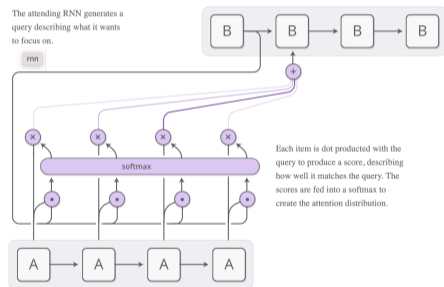 The attending RNN generates a
query describing what it wants
to focus on.
rnn
B B B B
+
× × × ×
softmax
Each item is dot producted with the
query to produce a score, describing
how well it matches the query. The
scores are fed into a softmax to
create the attention distribution.
A A A A